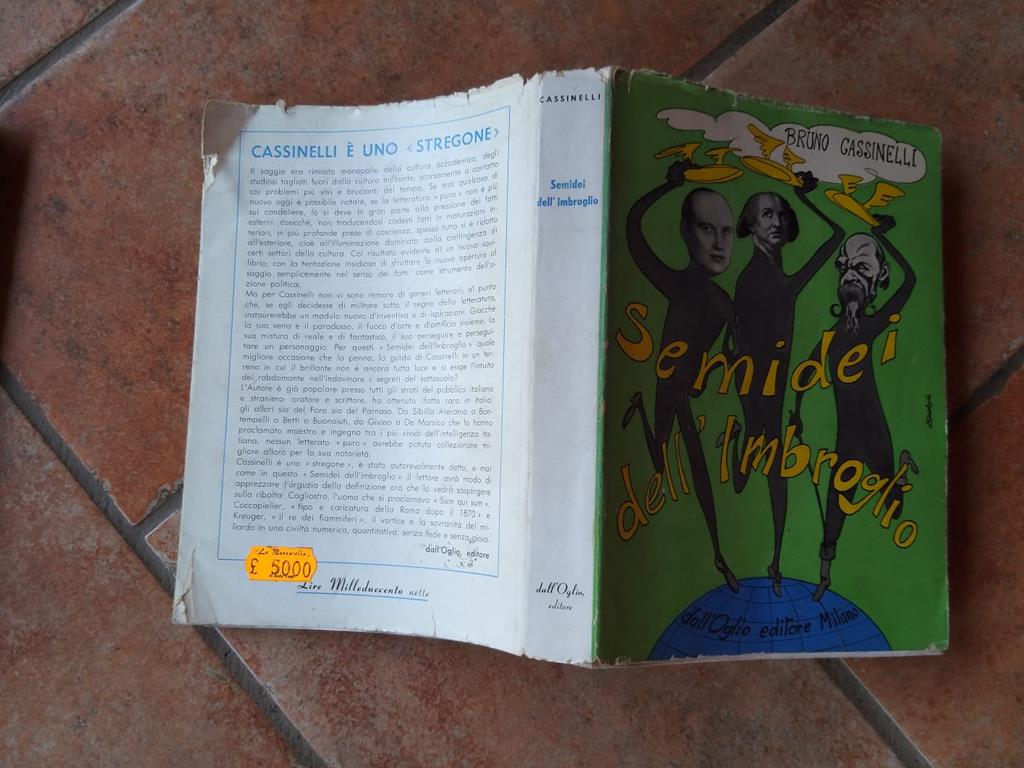 CASSINELLI È UNO «STREGONE»
Il saggio era rimasto monopolio della cultura accademica, degli
studiosi tagliati fuori dalla cultura militante, scarsamente a contatto
coi problemi più vivi e brucianti del tempo. Se mai qualcosa di
nuovo oggi è possibile notare, se la letteratura «pura» non è più
sul candeliere, lo si deve in gran parte alla pressione dei fatti
esterni: cosicché, non traducendosi codesti fatti in maturazioni in-
teriori, in più profonde prese di coscienza, spesso tutto si è ridotto
all'esteriore, cioè all'illuminazione dominata dalla contingenza di
certi settori della cultura. Col risultato evidente di un nuovo squi-
librio, con la tentazione insidiosa di sfruttare le nuove aperture al
saggio semplicemente nel senso dei fatti, come strumento dell'a-
zione politica.
Ma per Cassinelli non vi sono remore di generi letterari, al punto
che, se egli decidesse di militare sotto il segno della letteratura,
instaurerebbe un modulo nuovo d'inventiva e di ispirazioni. Giacché
la sua vena è il paradosso, il fuoco d'arte e d'artificio insieme, la
sua mistura di reale e di fantastico, il suo perseguire e persegui-
tare un personaggio. Per questi «Semidei dell'imbroglio» quale
migliore occasione che la penna, la guida di Cassinelli in un ter-
reno in cui il brillante non è ancora tutta luce e si esige l'intuito
del rabdomante nell'indovinare i segreti del sottosuolo?
L'Autore è già popolare presso tutti gli strati del pubblico italiano
e straniero: oratore e scrittore, ha ottenuto (fatto raro in Italia)
gli allori sia del Foro sia del Parnaso. Da Sibilla Aleramo a Bon-
tempelli o Betti o Buonaiuti, da Giusso a De Marsico che lo hanno
proclamato maestro e ingegno tra i più vividi dell'intelligenza ita-
liana, nessun letterato «puro» avrebbe potuto collezionare mi-
gliore alloro per la sua notorietà.
Cassinelli è uno «stregone», è stato autorevolmente detto, e mai
come in questo «Semidei dell'imbroglio» il lettore avrà modo di
apprezzare l'arguzia della definizione ora che lo vedrà sospingere
sulla ribalta: Cagliostro, l'uomo che si proclamava «Sum qui sum»,
Coccapieller, «tipo e caricatura della Roma dopo il 1870» e
Kreuger, «il re dei fiammiferi», il vortice e la sovranità del mi-
liardo in una civiltà numerica, quantitativa, senza fede e senza gioia.
dall'Oglio, editore
£ 5000
Lire Milleduecento nette
CASSINELLI
Semidei
dell'imbroglio
dall'Oglio,
editore
BRUNO CASSINELLI
Semidei
dell'Imbroglio
dall'Oglio editore Milano